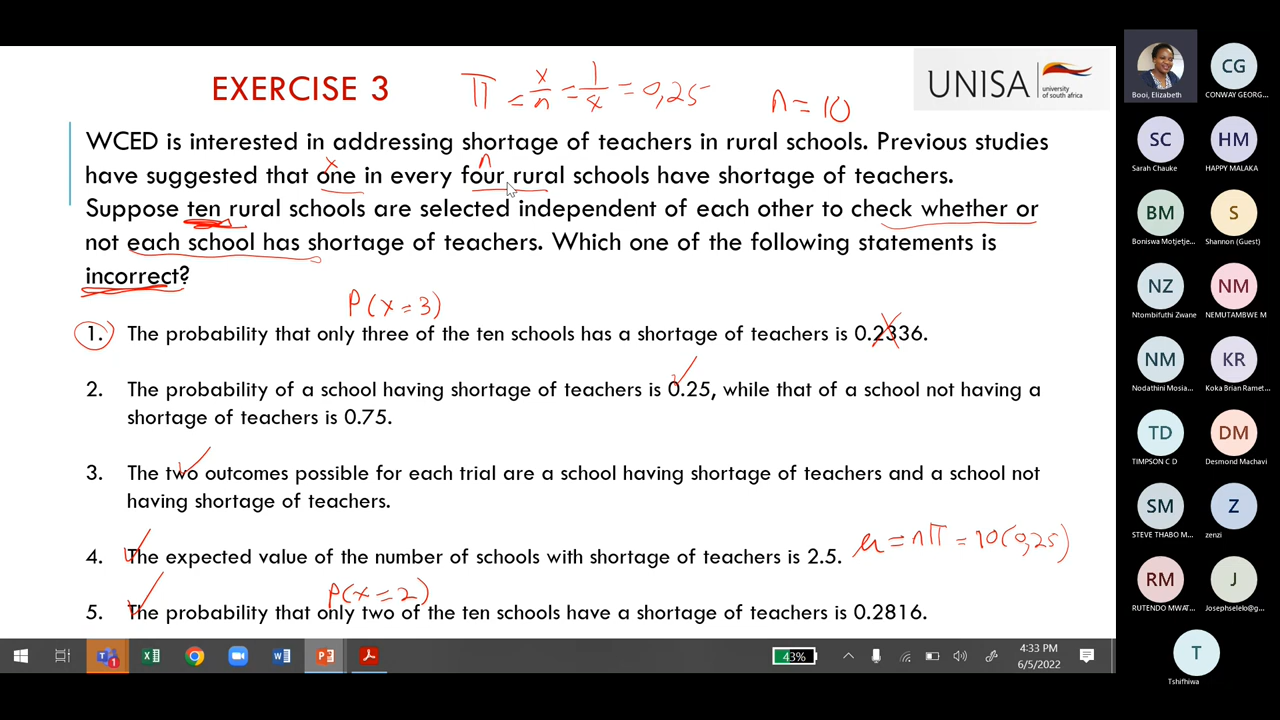 EXERCISE 3
π = x/n = 1/4 = 0,25
n = 10
UNISA
university
of south africa
WCED is interested in addressing shortage of teachers in rural schools. Previous studies
x
n
have suggested that one in every four rural schools have shortage of teachers.
Suppose ten rural schools are selected independent of each other to check whether or
not each school has shortage of teachers. Which one of the following statements is
incorrect?
P(x=3)
1. The probability that only three of the ten schools has a shortage of teachers is 0.2336.
2. The probability of a school having shortage of teachers is 0.25, while that of a school not having a
shortage of teachers is 0.75.
3. The two outcomes possible for each trial are a school having shortage of teachers and a school not
having shortage of teachers.
4. The expected value of the number of schools with shortage of teachers is 2.5.
μ = nπ = 10(0,25)
P(x=2)
5. The probability that only two of the ten schools have a shortage of teachers is 0.2816.
Booi, Elizabeth
CG
CONWAY GEORG...
SC
Sarah Chauke
HM
HAPPY MALAKA
BM
Boniswa Motjetje...
S
Shannon (Guest)
NZ
Ntombifuthi Zwane
NM
NEMUTAMBWE M
NM
Nodathini Mosia...
KR
Koka Brian Ramet...
TD
TIMPSON C D
DM
Desmond Machavi
SM
STEVE THABO M...
Z
zenzi
RM
RUTENDO MWAT...
J
Josephselelo@g...
T
Tshifhiwa
1
43%
4:33 PM
6/5/2022